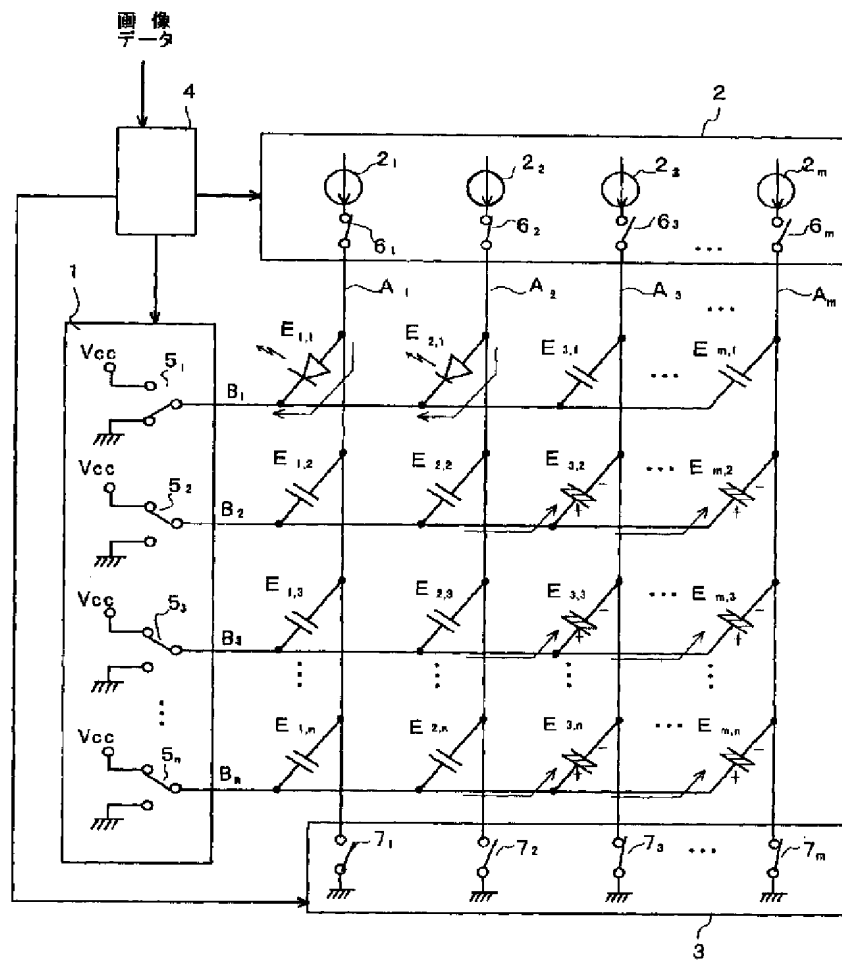 画像
データ
4
2
2₁ 2₂ 2₃ 2ₘ
6₁ 6₂ 6₃ ... 6ₘ
1
A₁ A₂ A₃ ... Aₘ
Vcc 5₁ B₁ E₁,₁ E₂,₁ E₃,₁ ... Eₘ,₁
Vcc 5₂ B₂ E₁,₂ E₂,₂ E₃,₂ ... Eₘ,₂
− −
+ +
Vcc 5₃ B₃ E₁,₃ E₂,₃ E₃,₃ ... Eₘ,₃
− −
+ +
Vcc 5ₙ Bₙ E₁,ₙ E₂,ₙ E₃,ₙ ... Eₘ,ₙ
− −
+ +
7₁ 7₂ 7₃ ... 7ₘ
3